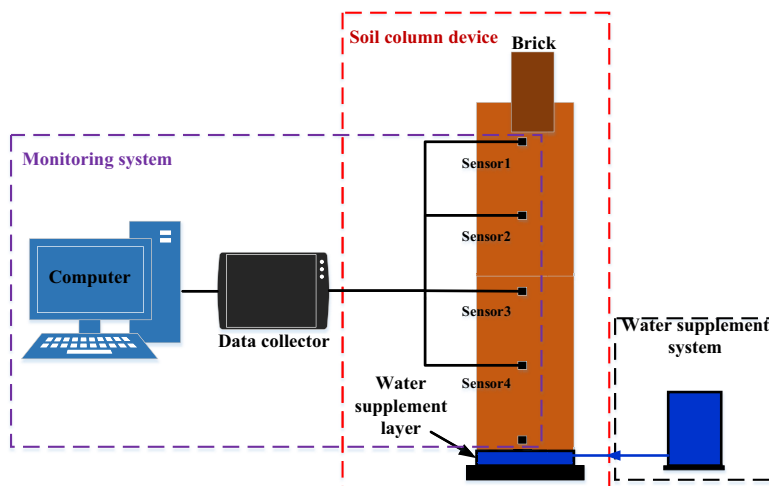 Soil column device
Brick
Monitoring system
Sensor1
Sensor2
Computer
Sensor3
Data collector
Water supplement
system
Sensor4
Water
supplement
layer